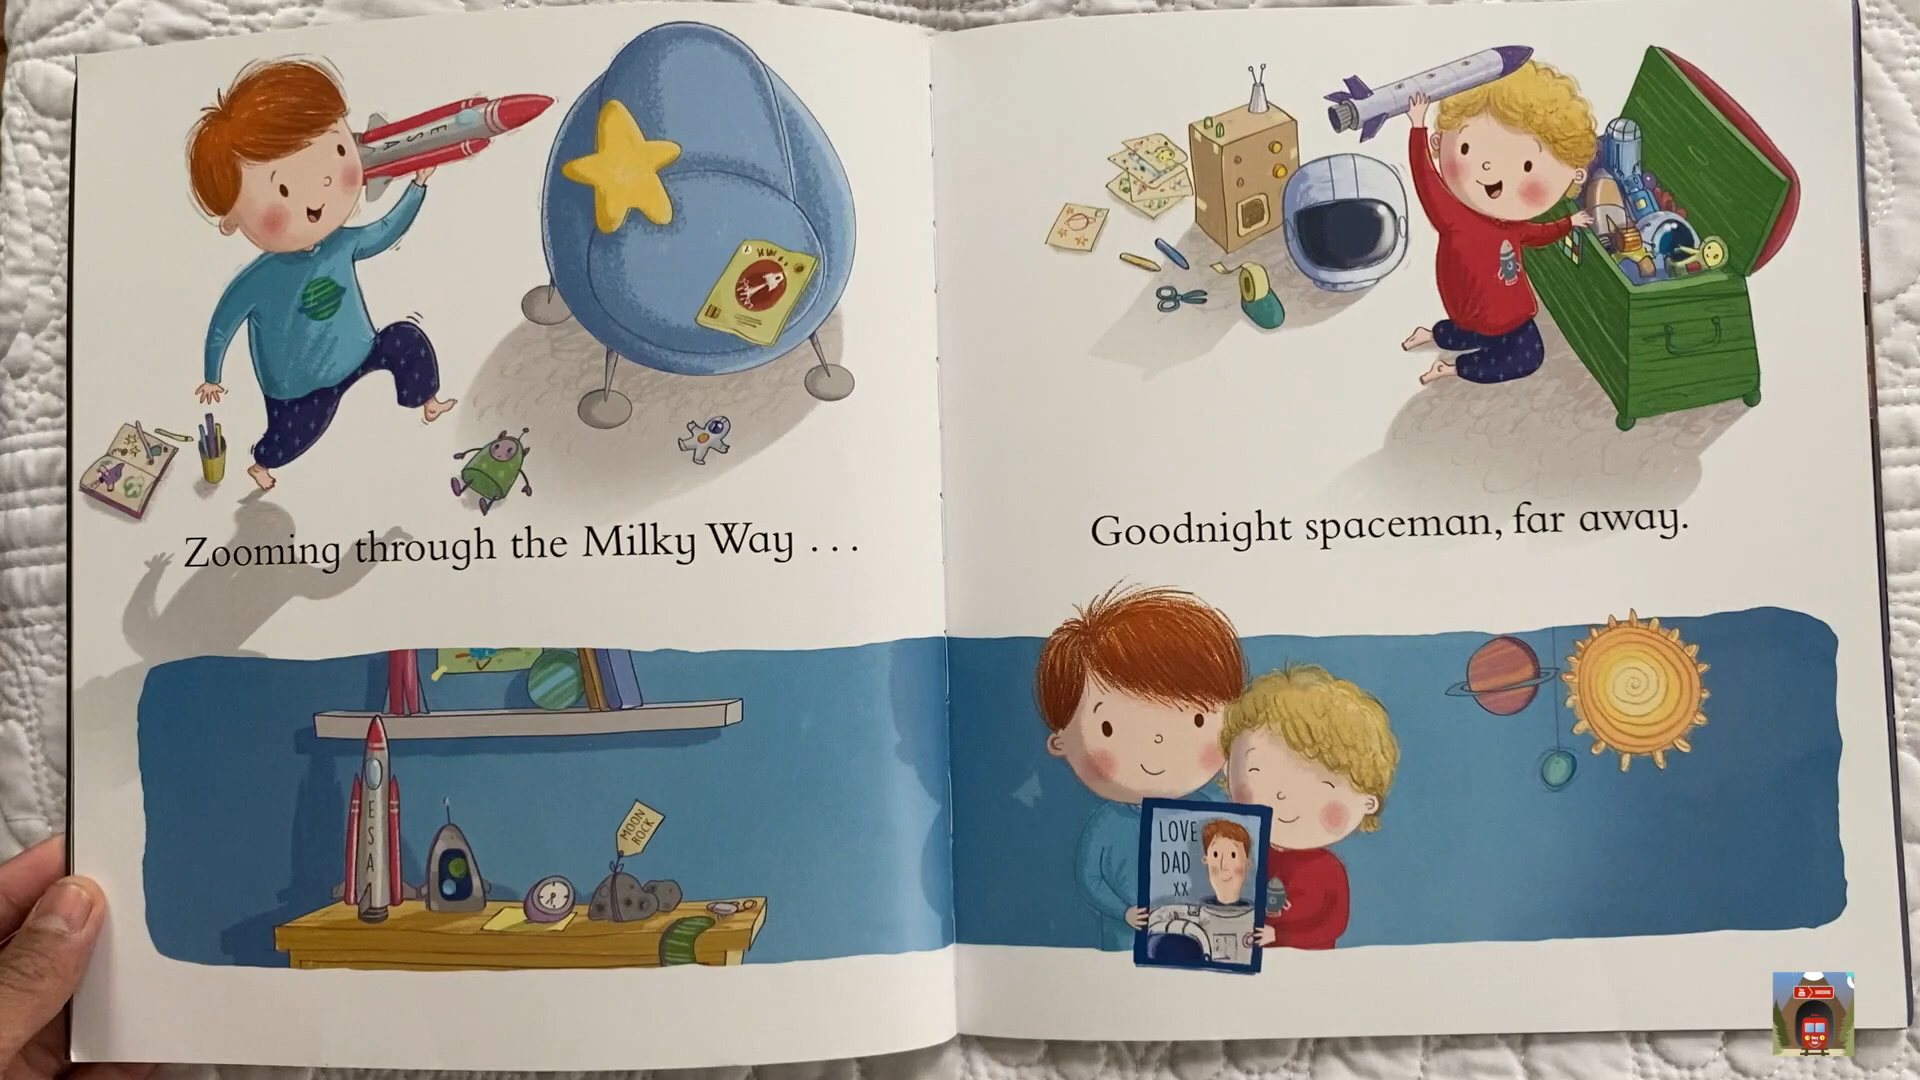 ESA
Zooming through the Milky Way . . .
Goodnight spaceman, far away.
ESA
MOON
ROCK
LOVE
DAD
xx